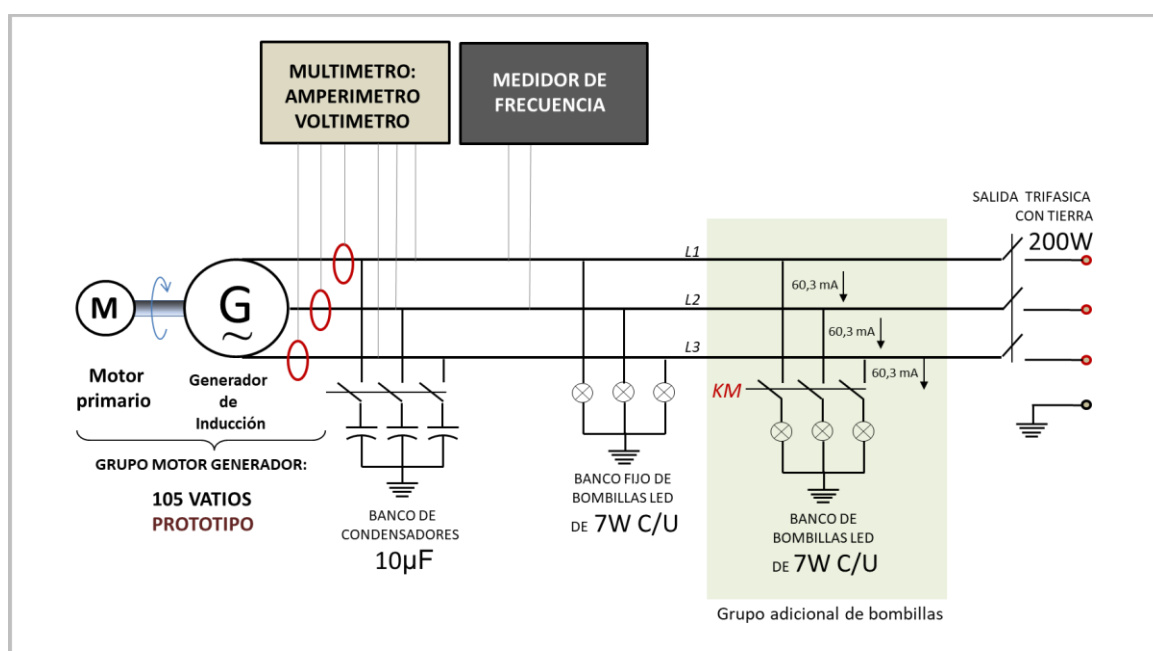 MULTIMETRO:
AMPERIMETRO
VOLTIMETRO
MEDIDOR DE
FRECUENCIA
SALIDA TRIFASICA
CON TIERRA
200W
L1
60,3 mA
L2
60,3 mA
L3
60,3 mA
M
G
~
Motor
primario
Generador
de
Inducción
KM
GRUPO MOTOR GENERADOR:
105 VATIOS
PROTOTIPO
BANCO DE
CONDENSADORES
10µF
BANCO FIJO DE
BOMBILLAS LED
DE 7W C/U
BANCO DE
BOMBILLAS LED
DE 7W C/U
Grupo adicional de bombillas